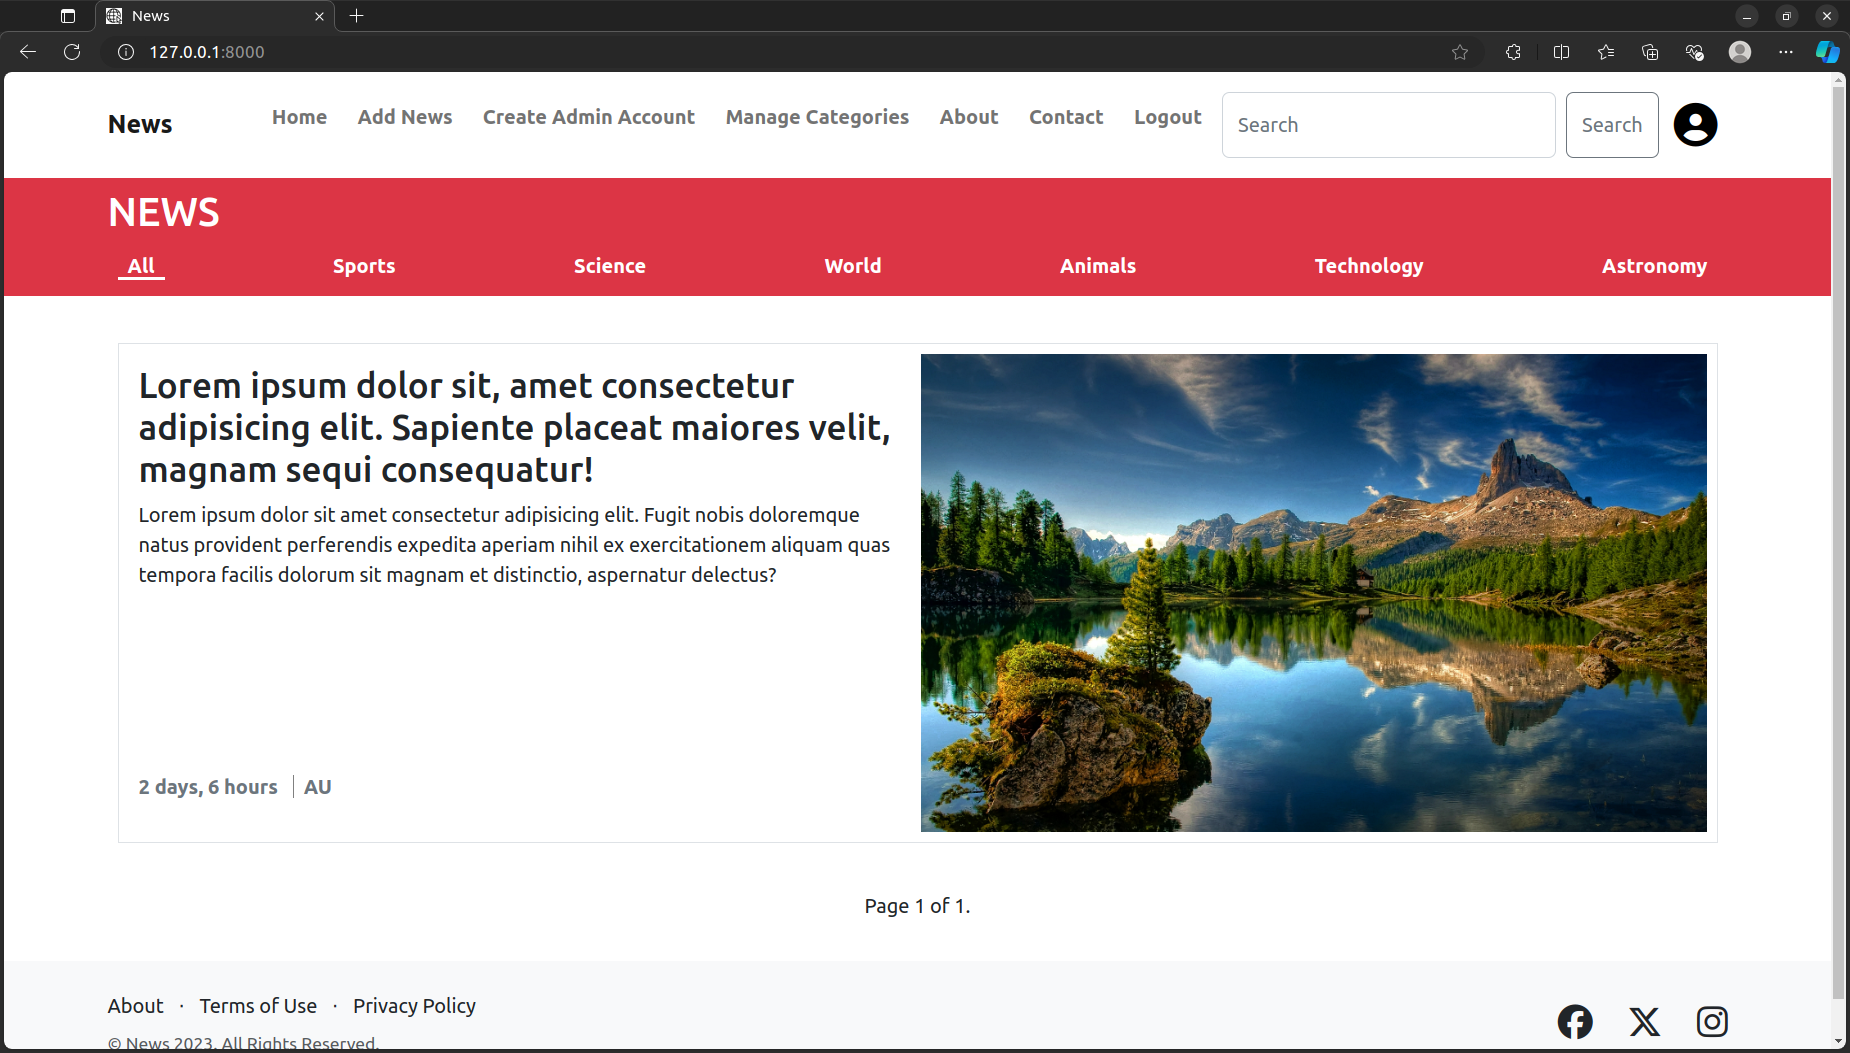 News
127.0.0.1:8000
News
Home Add News Create Admin Account Manage Categories About Contact Logout Search Search
NEWS
All Sports Science World Animals Technology Astronomy
Lorem ipsum dolor sit, amet consectetur
adipisicing elit. Sapiente placeat maiores velit,
magnam sequi consequatur!
Lorem ipsum dolor sit amet consectetur adipisicing elit. Fugit nobis doloremque
natus provident perferendis expedita aperiam nihil ex exercitationem aliquam quas
tempora facilis dolorum sit magnam et distinctio, aspernatur delectus?
2 days, 6 hours AU
Page 1 of 1.
About · Terms of Use · Privacy Policy
© News 2023. All Rights Reserved.